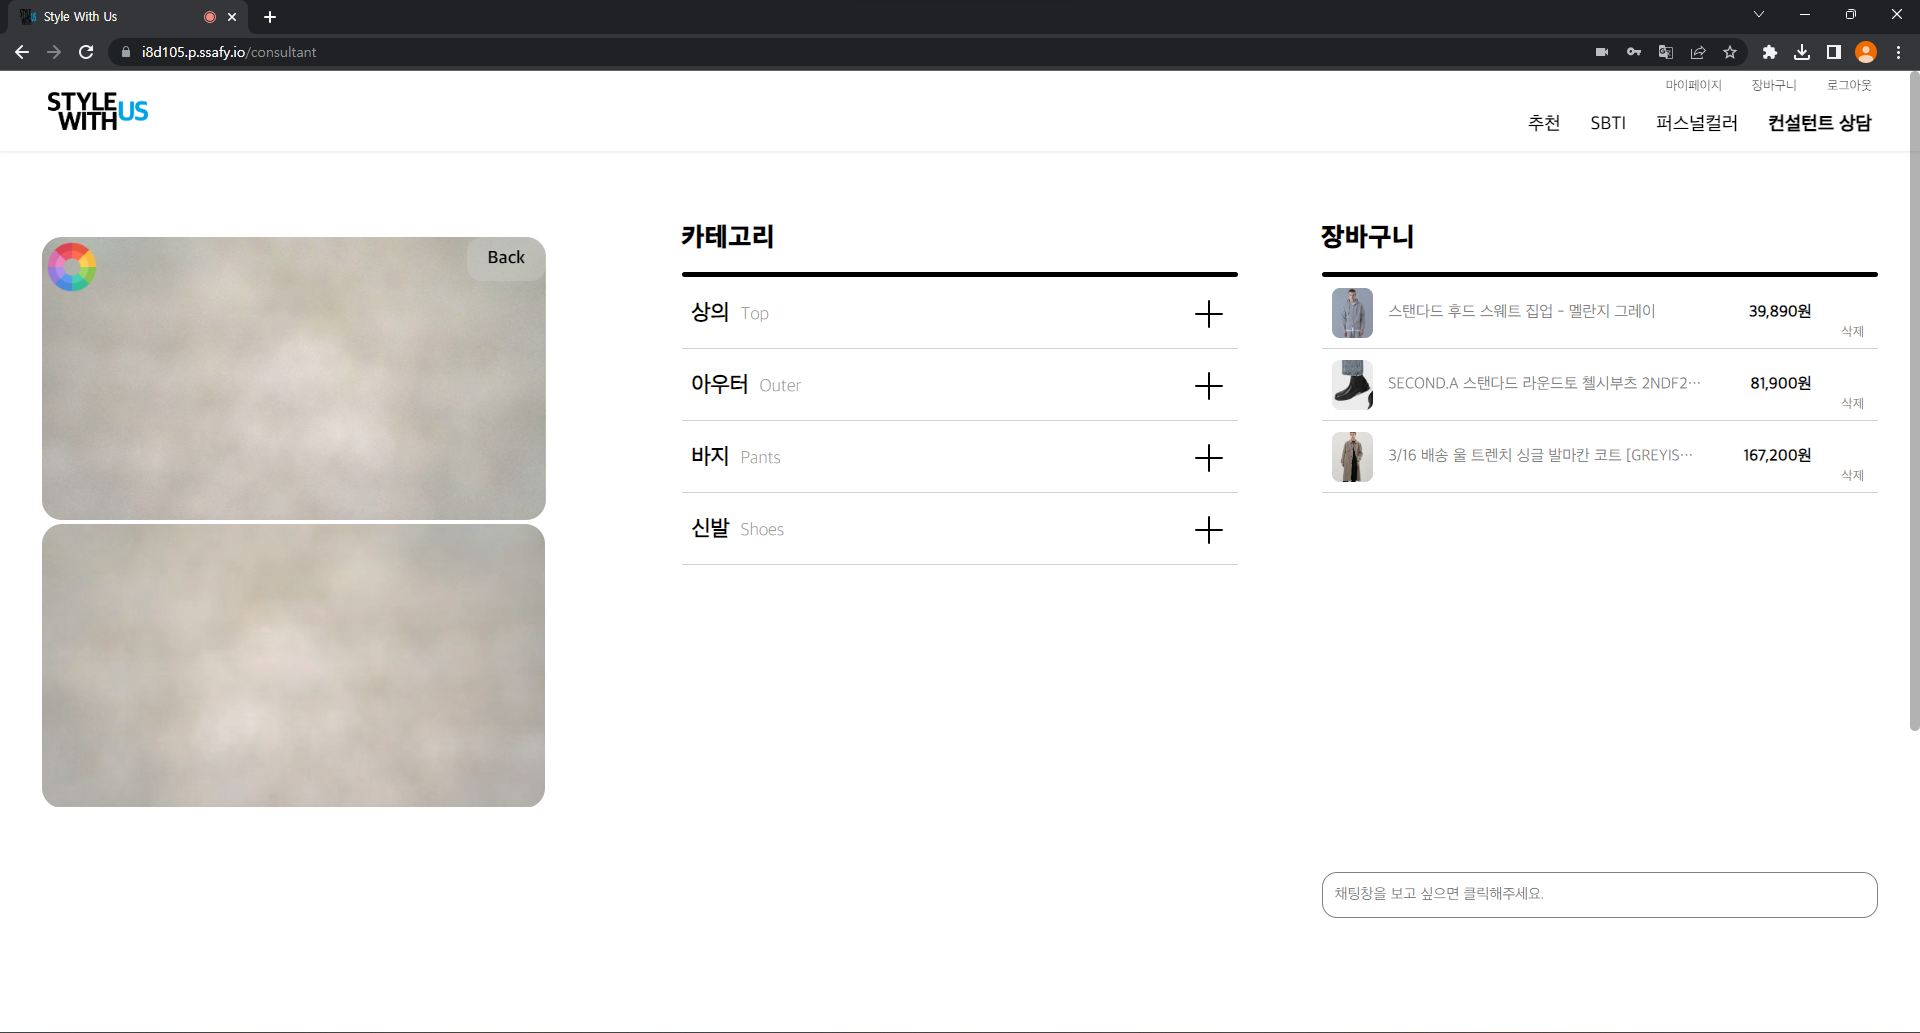 Style With Us
i8d105.p.ssafy.io/consultant
STYLE WITH US
마이페이지 장바구니 로그아웃
추천 SBTI 퍼스널컬러 컨설턴트 상담
Back
카테고리
상의 Top
아우터 Outer
바지 Pants
신발 Shoes
장바구니
스탠다드 후드 스웨트 집업 - 멜란지 그레이 39,890원
삭제
SECOND.A 스탠다드 라운드토 첼시부츠 2NDF2… 81,900원
삭제
3/16 배송 울 트렌치 싱글 발마칸 코트 [GREYIS… 167,200원
삭제
채팅창을 보고 싶으면 클릭해주세요.